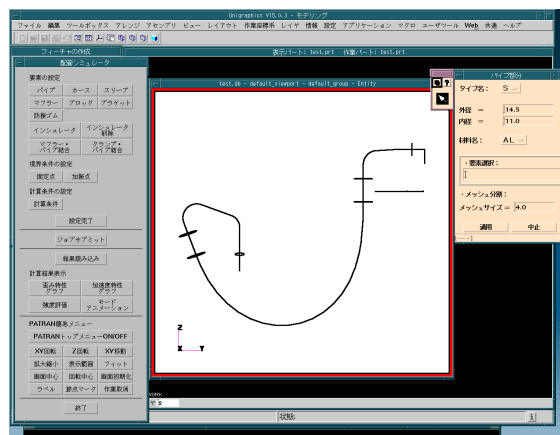 Unigraphics V15.0.3 - モデリング
ファイル 編集 ツールボックス アレンジ アセンブリ ビュー レイアウト 作業座標系 レイヤ 情報 設定 アプリケーション マクロ ユーザツール Web 共通 ヘルプ
フィーチャの作成
表示パート: test.prt 作業パート: test.prt
配管シミュレータ
要素の設定
パイプ ホース スリーブ
マフラー ブロック ブラケット
防振ゴム
インシュレータ インシュレータ削除
マフラー・パイプ結合 クランプ・パイプ結合
境界条件の設定
固定点 加振点
計算条件の設定
計算条件
設定完了
ジョブサブミット
結果読み込み
計算結果表示
歪み特性グラフ 加速度特性グラフ
強度評価 モードアニメーション
PATRAN簡易メニュー
PATRANトップメニューON/OFF
XY回転 Z回転 XY移動
拡大縮小 表示範囲 フィット
画面中心 回転中心 画面初期化
ラベル 節点マーク 作業取消
終了
test.db - default_viewport - default_group - Entity
Z
X Y
パイプ部分
タイプ名: S
外径 = 14.5
内径 = 11.0
材料名: AL
・要素選択:
・メッシュ分割:
メッシュサイズ = 4.0
適用 中止
状態: